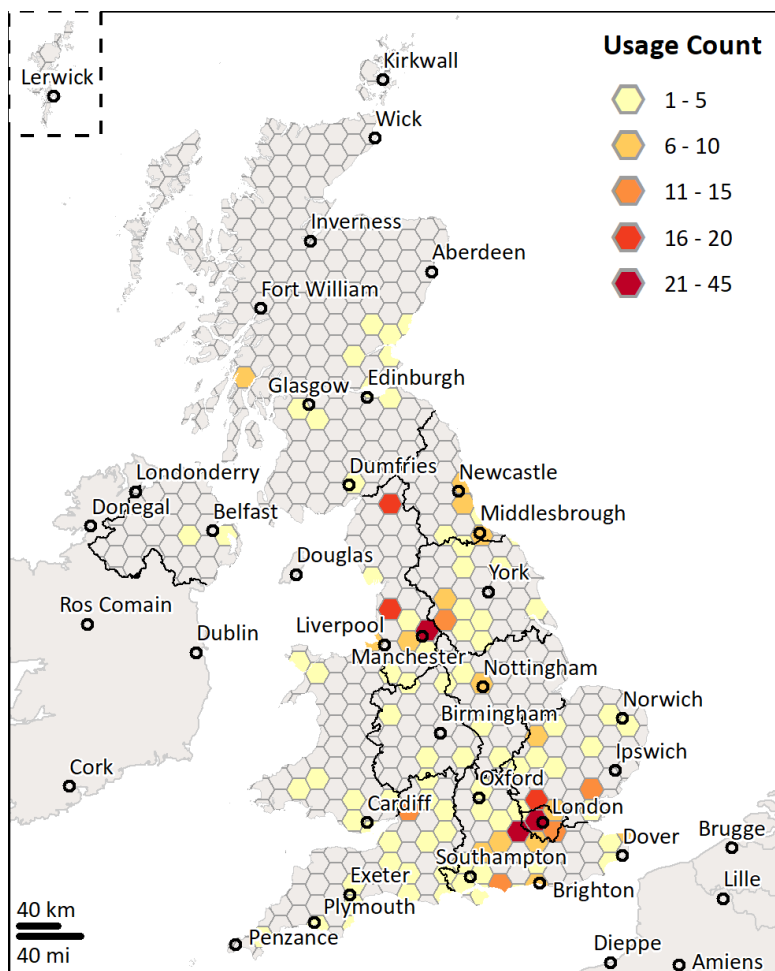 Usage Count
1 - 5
6 - 10
11 - 15
16 - 20
21 - 45
Lerwick
Kirkwall
Wick
Inverness
Aberdeen
Fort William
Glasgow
Edinburgh
Dumfries
Newcastle
Londonderry
Donegal
Belfast
Middlesbrough
Douglas
York
Ros Comain
Liverpool
Dublin
Manchester
Nottingham
Norwich
Birmingham
Ipswich
Cork
Oxford
Cardiff
London
Dover
Brugge
Southampton
Exeter
Brighton
Lille
Plymouth
40 km
40 mi
Penzance
Dieppe
Amiens